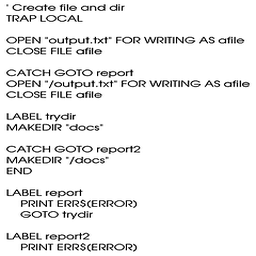 ' Create file and dir
TRAP LOCAL

OPEN "output.txt" FOR WRITING AS afile
CLOSE FILE afile

CATCH GOTO report
OPEN "/output.txt" FOR WRITING AS afile
CLOSE FILE afile

LABEL trydir
MAKEDIR "docs"

CATCH GOTO report2
MAKEDIR "/docs"
END

LABEL report
    PRINT ERR$(ERROR)
    GOTO trydir

LABEL report2
    PRINT ERR$(ERROR)